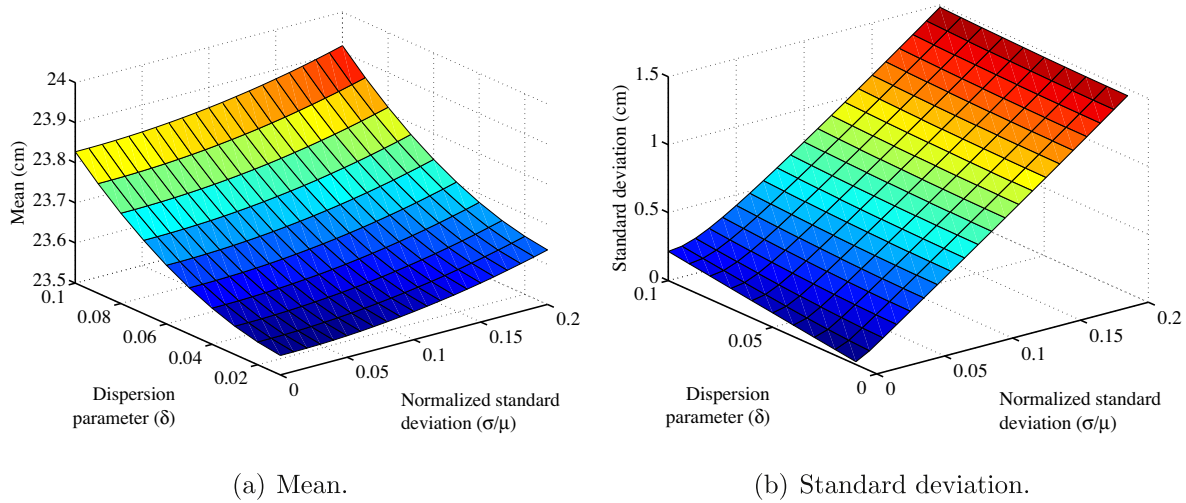 24
23.9
23.8
23.7
23.6
23.5
Mean (cm)
0.1
0.08
0.06
0.04
0.02
Dispersion
parameter (δ)
0
0.05
0.1
0.15
0.2
Normalized standard
deviation (σ/μ)
(a) Mean.
1.5
1
0.5
0
Standard deviation (cm)
0.1
0.05
0
Dispersion
parameter (δ)
0
0.05
0.1
0.15
0.2
Normalized standard
deviation (σ/μ)
(b) Standard deviation.